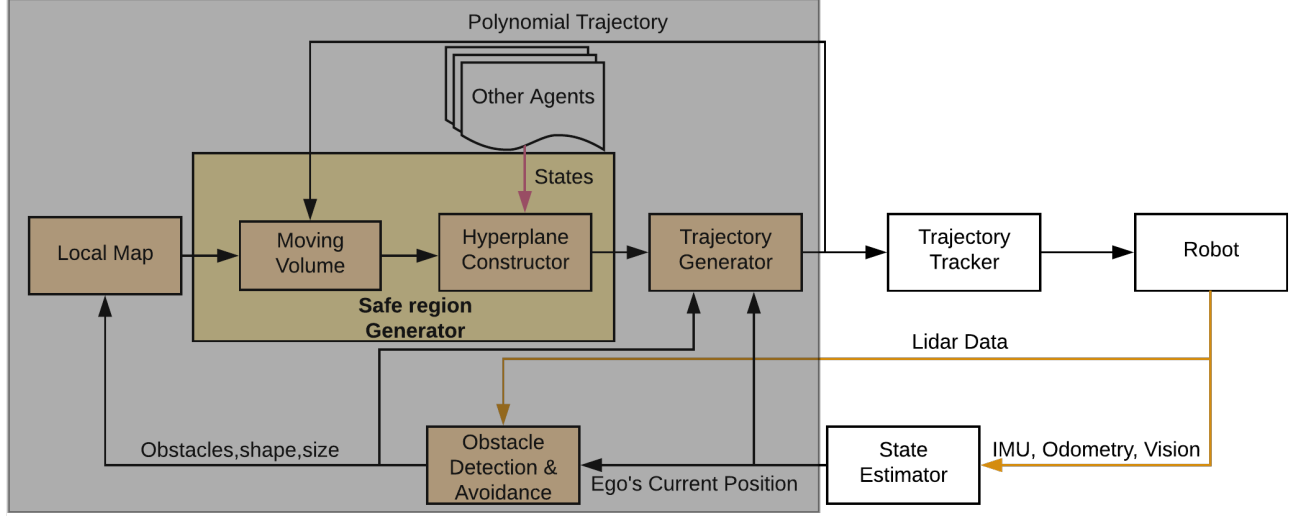 Polynomial Trajectory
Other Agents
States
Local Map
Moving
Volume
Hyperplane
Constructor
Trajectory
Generator
Trajectory
Tracker
Robot
Safe region
Generator
Lidar Data
Obstacles,shape,size
Obstacle
Detection &
Avoidance
Ego's Current Position
State
Estimator
IMU, Odometry, Vision